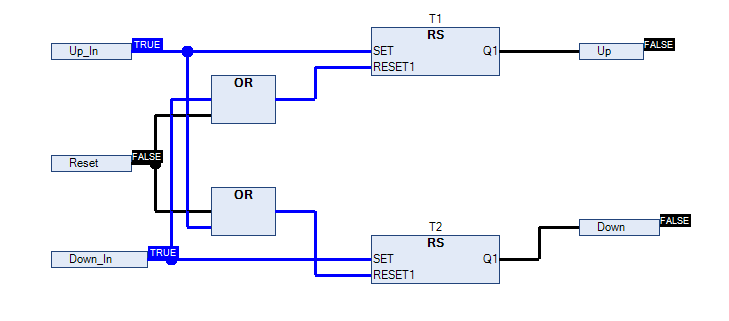 T1
RS
Up_In TRUE
SET Q1
Up FALSE
RESET1
OR
Reset FALSE
OR
T2
RS
Down FALSE
Down_In TRUE
SET Q1
RESET1